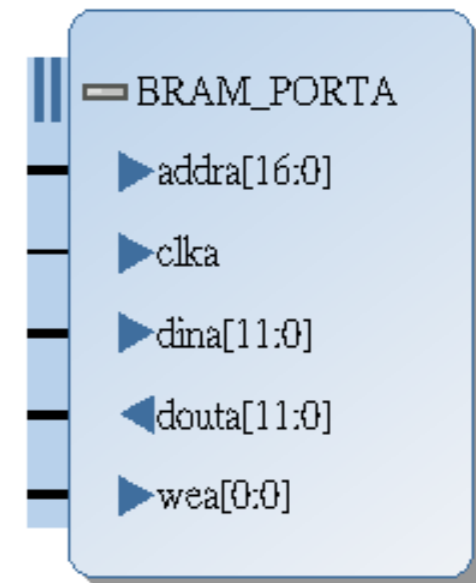 BRAM_PORTA
addra[16:0]
clka
dina[11:0]
douta[11:0]
wea[0:0]